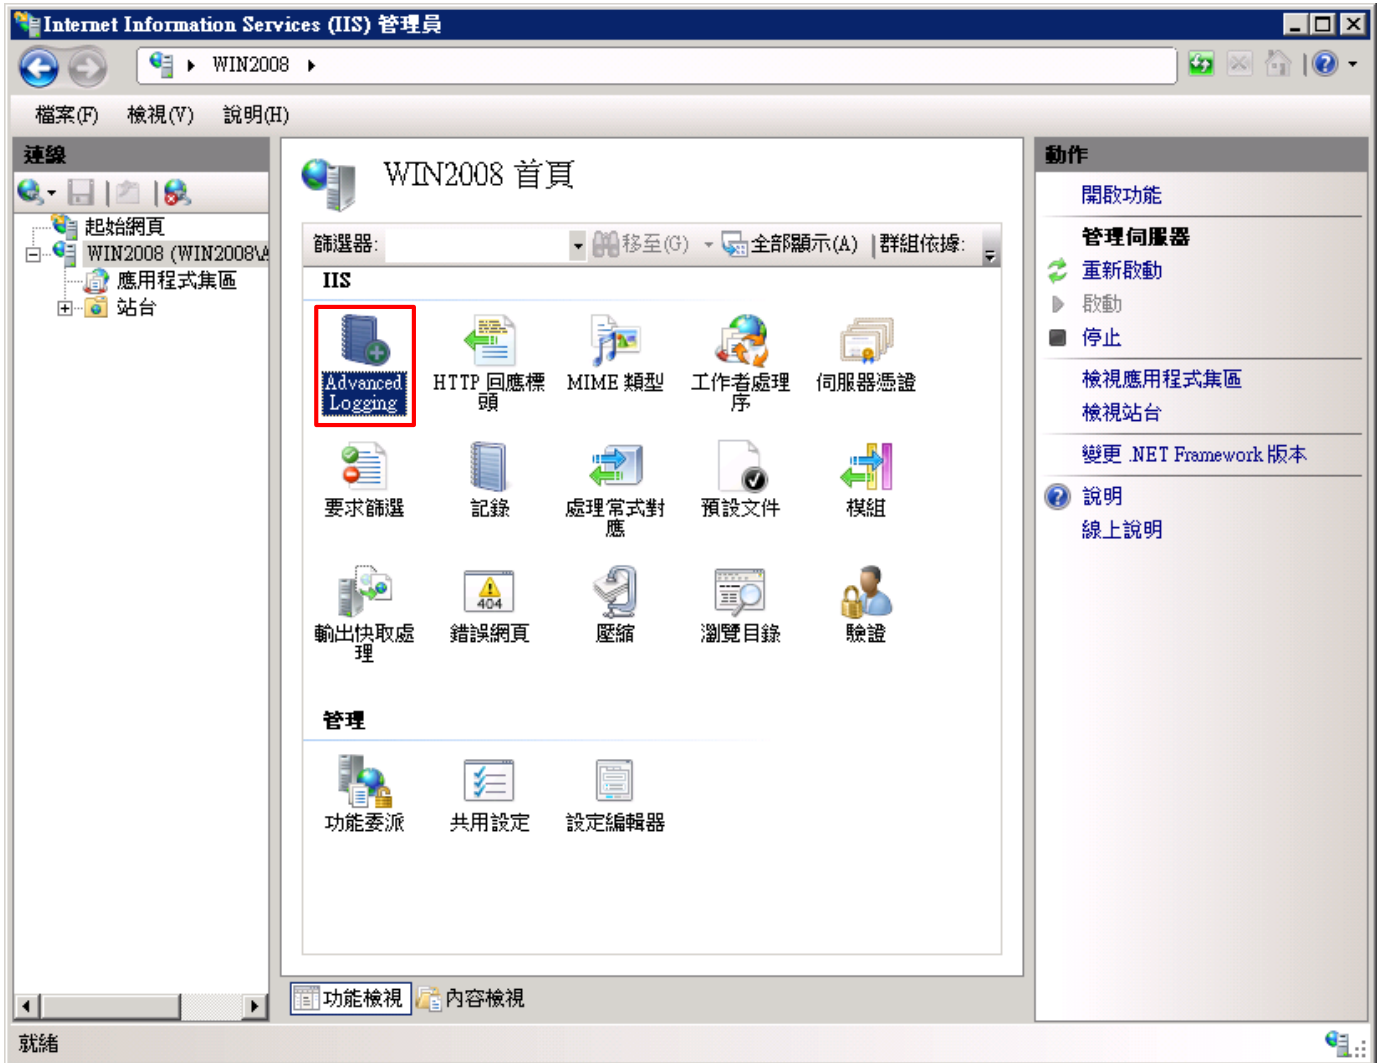 Internet Information Services (IIS) 管理員
WIN2008
檔案(F) 檢視(V) 說明(H)
連線
起始網頁
WIN2008 (WIN2008\A
應用程式集區
站台
WIN2008 首頁
篩選器: 移至(G) 全部顯示(A) 群組依據:
IIS
Advanced
Logging
HTTP 回應標
頭
MIME 類型
工作者處理
序
伺服器憑證
要求篩選
記錄
處理常式對
應
預設文件
模組
輸出快取處
理
404
錯誤網頁
壓縮
瀏覽目錄
驗證
管理
功能委派
共用設定
設定編輯器
功能檢視 內容檢視
動作
開啟功能
管理伺服器
重新啟動
啟動
停止
檢視應用程式集區
檢視站台
變更 .NET Framework 版本
說明
線上說明
就緒